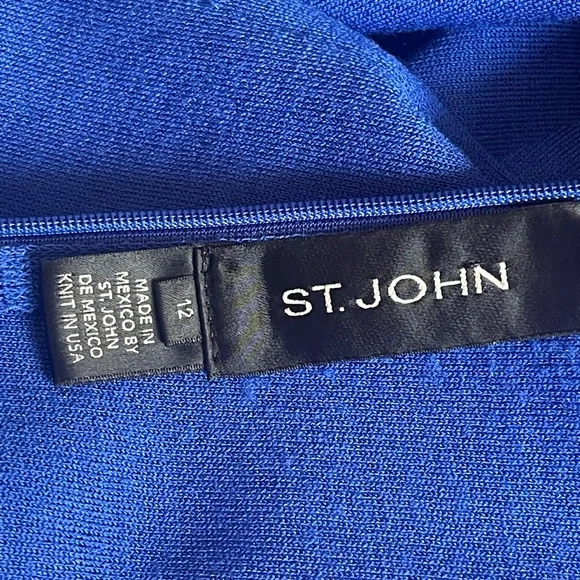 MADE IN
MEXICO BY
ST. JOHN
DE MEXICO
KNIT IN USA
12
ST. JOHN